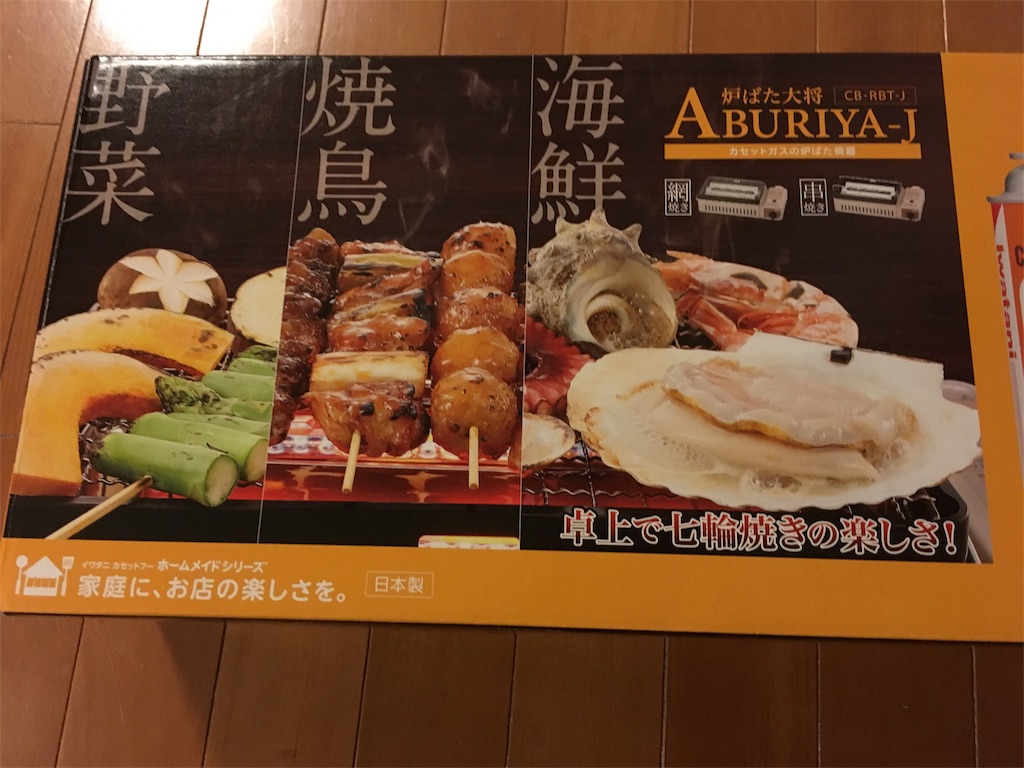 野菜
焼鳥
海鮮
炉ばた大将 CB-RBT-J
ABURIYA-J
カセットガスの炉ばた焼器
網焼き
串焼き
Iwatani
卓上で七輪焼きの楽しさ!
イワタニ カセットフー ホームメイドシリーズ
家庭に、お店の楽しさを。
日本製